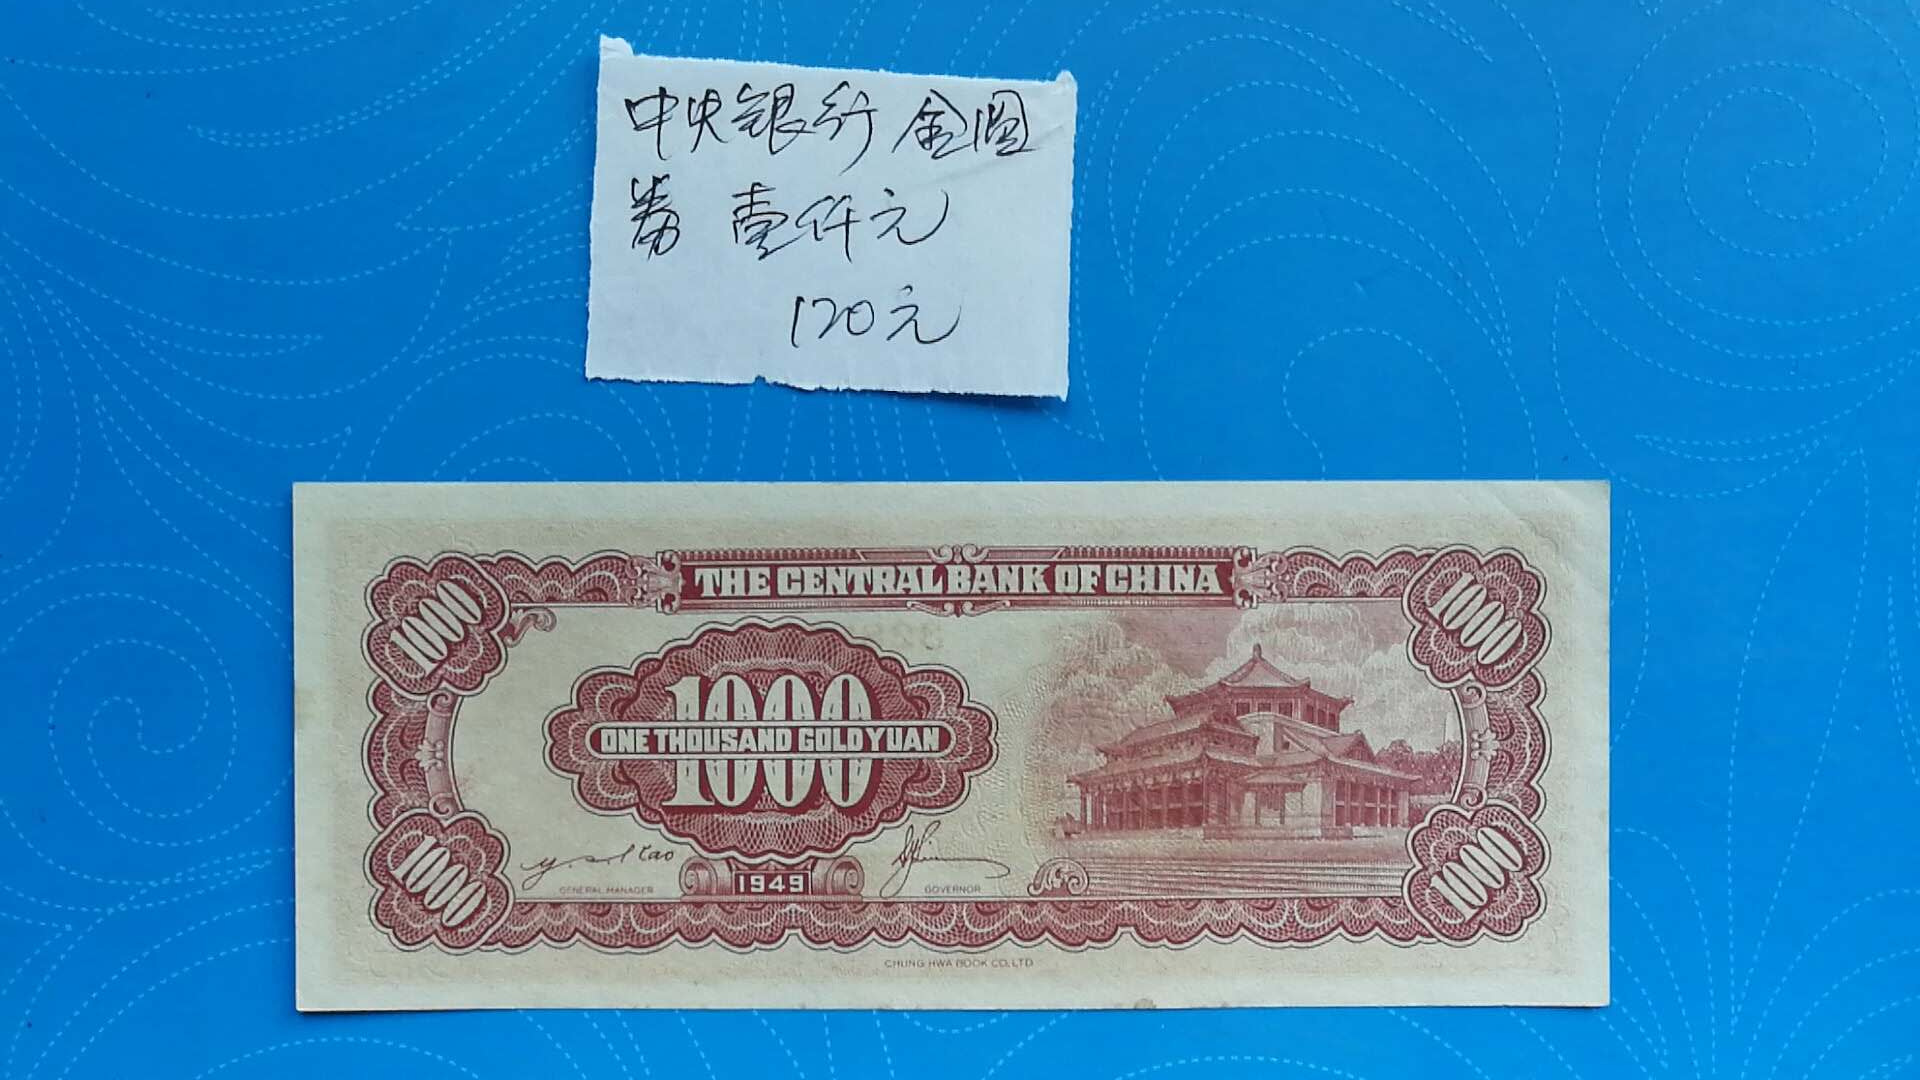 中央银行 金圆
券 壹仟元
120元
THE CENTRAL BANK OF CHINA
1000
1000
1000
ONE THOUSAND GOLD YUAN
1000
GENERAL MANAGER
1949
GOVERNOR
1000
1000
CHUNG HWA BOOK CO., LTD